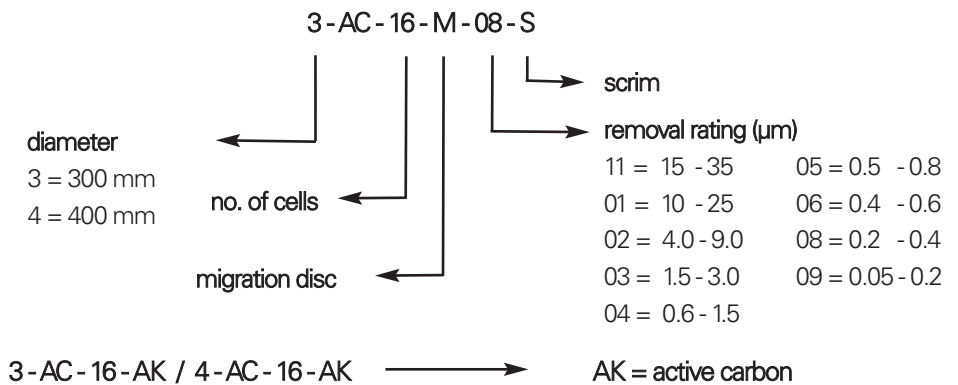 3-AC-16-M-08-S
scrim
diameter
3 = 300 mm
4 = 400 mm
no. of cells
migration disc
removal rating (µm)
11 = 15 - 35 05 = 0.5 - 0.8
01 = 10 - 25 06 = 0.4 - 0.6
02 = 4.0 - 9.0 08 = 0.2 - 0.4
03 = 1.5 - 3.0 09 = 0.05 - 0.2
04 = 0.6 - 1.5
3-AC-16-AK / 4-AC-16-AK AK = active carbon